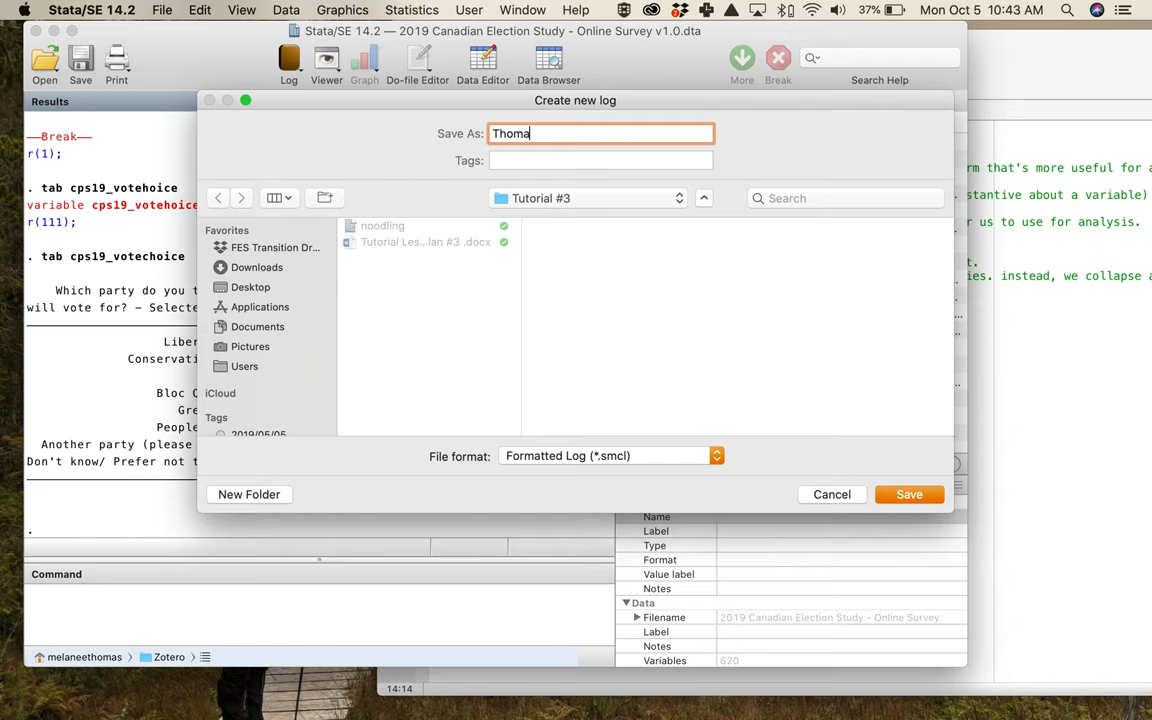 Stata/SE 14.2 File Edit View Data Graphics Statistics User Window Help 37% Mon Oct 5 10:43 AM
Stata/SE 14.2 — 2019 Canadian Election Study - Online Survey v1.0.dta
Open Save Print Log Viewer Graph Do-file Editor Data Editor Data Browser More Break Search Help
Results
Create new log
—Break—
r(1);
Save As: Thoma
Tags:
. tab cps19_votehoice
variable cps19_votehoice
r(111);
Tutorial #3
Search
rm that's more useful for a
stantive about a variable)
r us to use for analysis.
t.
ies. instead, we collapse a
Favorites
FES Transition Dr...
Downloads
Desktop
Applications
Documents
Pictures
Users
iCloud
Tags
2019/05/05
noodling
Tutorial Les...lan #3 .docx
. tab cps19_votechoice
Which party do you t
will vote for? – Selecte
Liber
Conservati
Bloc Q
Gre
People
Another party (please
Don't know/ Prefer not t
.
File format: Formatted Log (*.smcl)
New Folder Cancel Save
Command
Name
Label
Type
Format
Value label
Notes
Data
Filename 2019 Canadian Election Study - Online Survey
Label
Notes
Variables 620
melaneethomas Zotero
14:14